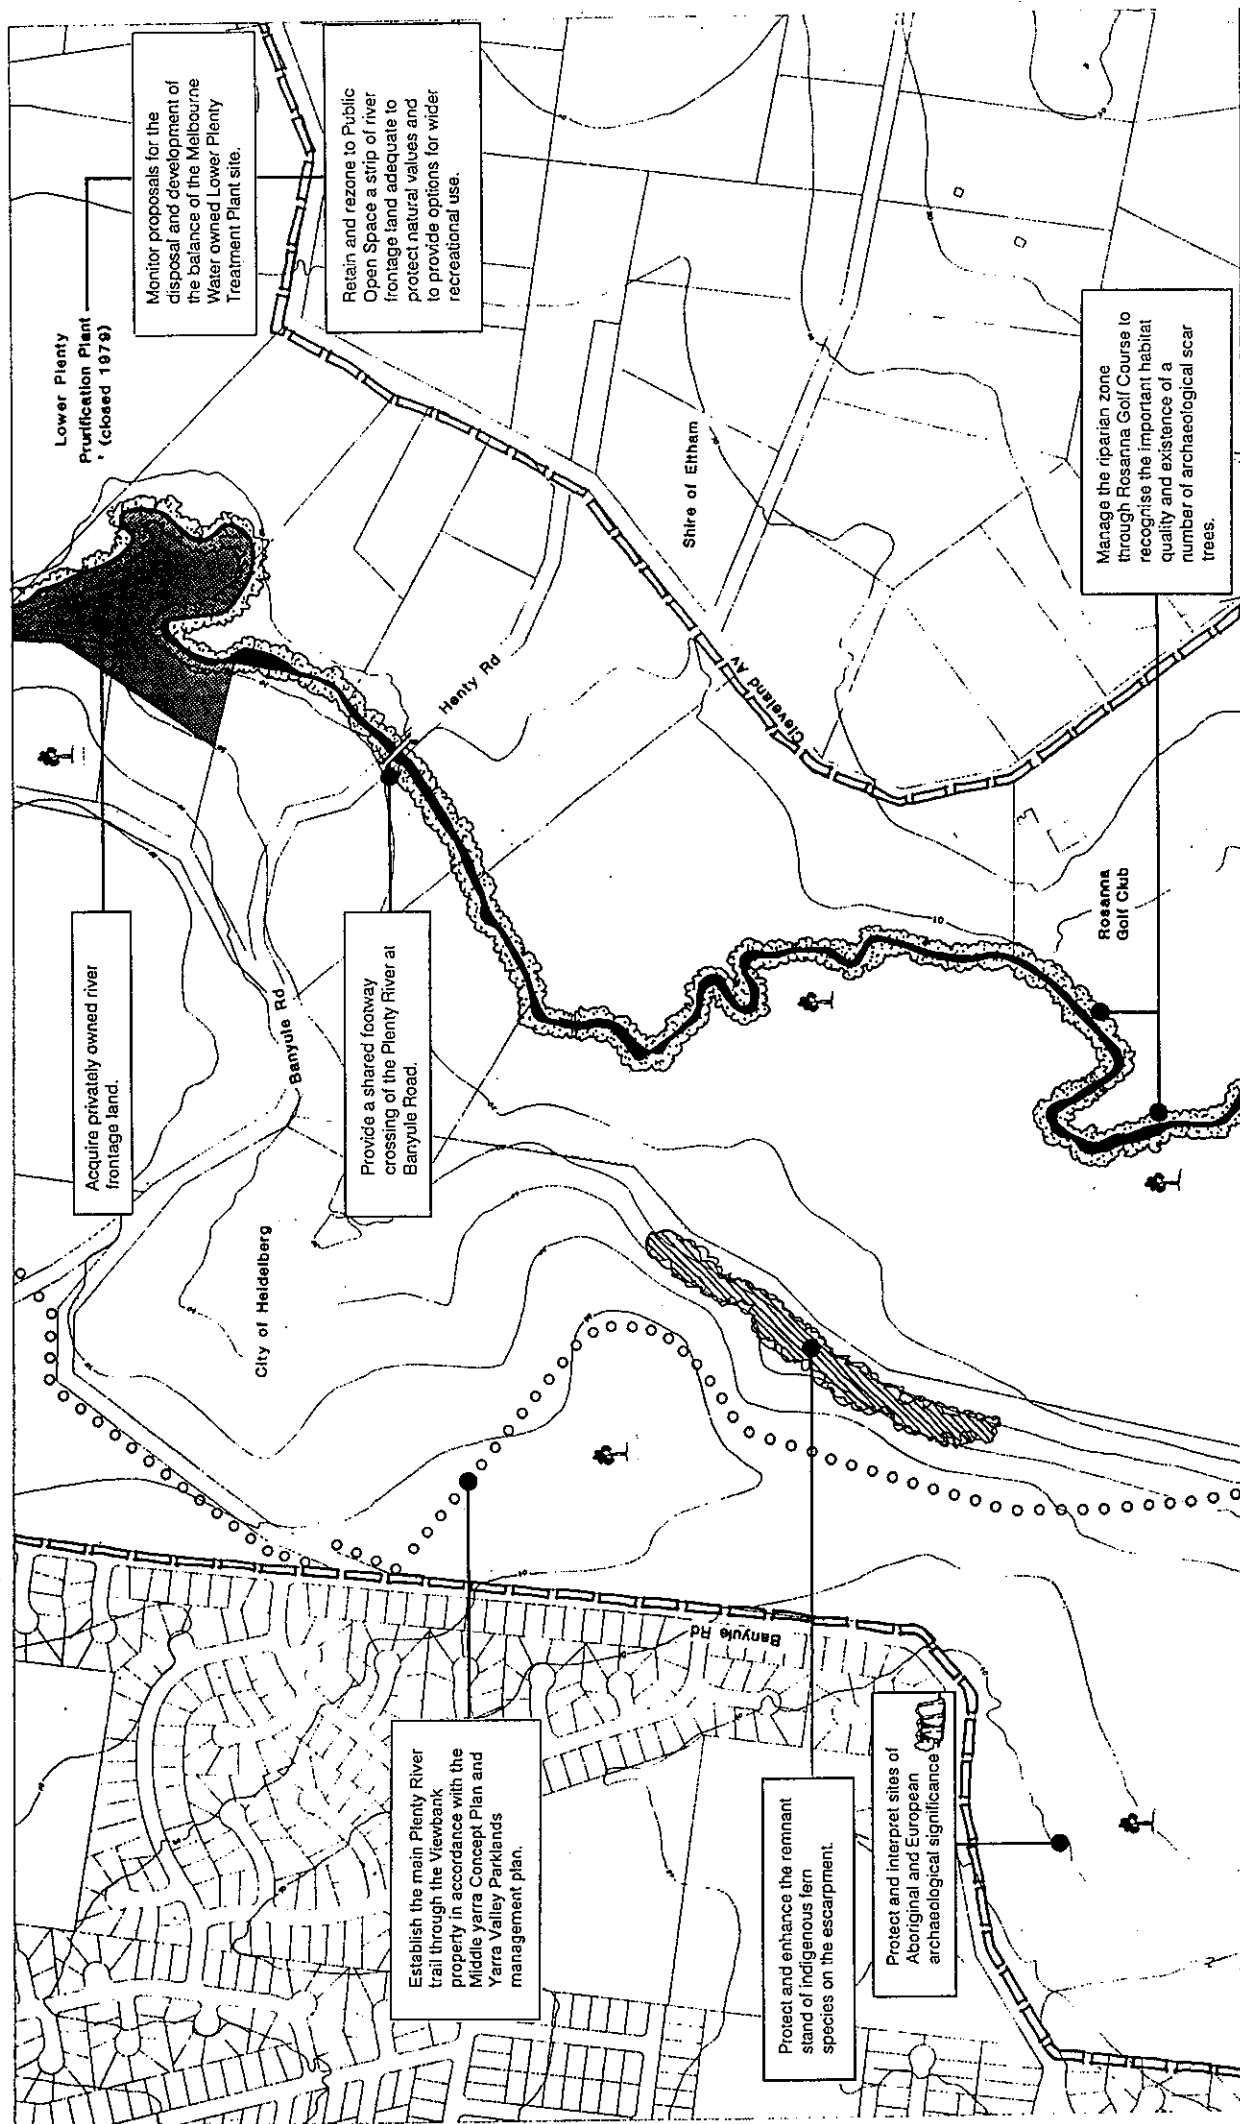 Monitor proposals for the
disposal and development of
the balance of the Melbourne
Water owned Lower Plenty
Treatment Plant site.
Retain and rezone to Public
Open Space a strip of river
frontage land adequate to
protect natural values and
to provide options for wider
recreational use.
Lower Plenty
Prurification Plant
(closed 1979)
Manage the riparian zone
through Rosanna Golf Course to
recognise the important habitat
quality and existence of a
number of archaeological scar
trees.
Shire of Eltham
Henty Rd
Cleveland Av
Rosanna
Golf Club
Acquire privately owned river
frontage land.
Banyule Rd
Provide a shared footway
crossing of the Plenty River at
Banyule Road.
City of Heidelberg
Banyule Rd
Establish the main Plenty River
trail through the Viewbank
property in accordance with the
Middle yarra Concept Plan and
Yarra Valley Parklands
management plan.
Protect and enhance the remnant
stand of indigenous fern
species on the escarpment.
Protect and interpret sites of
Aboriginal and European
archaeological significance